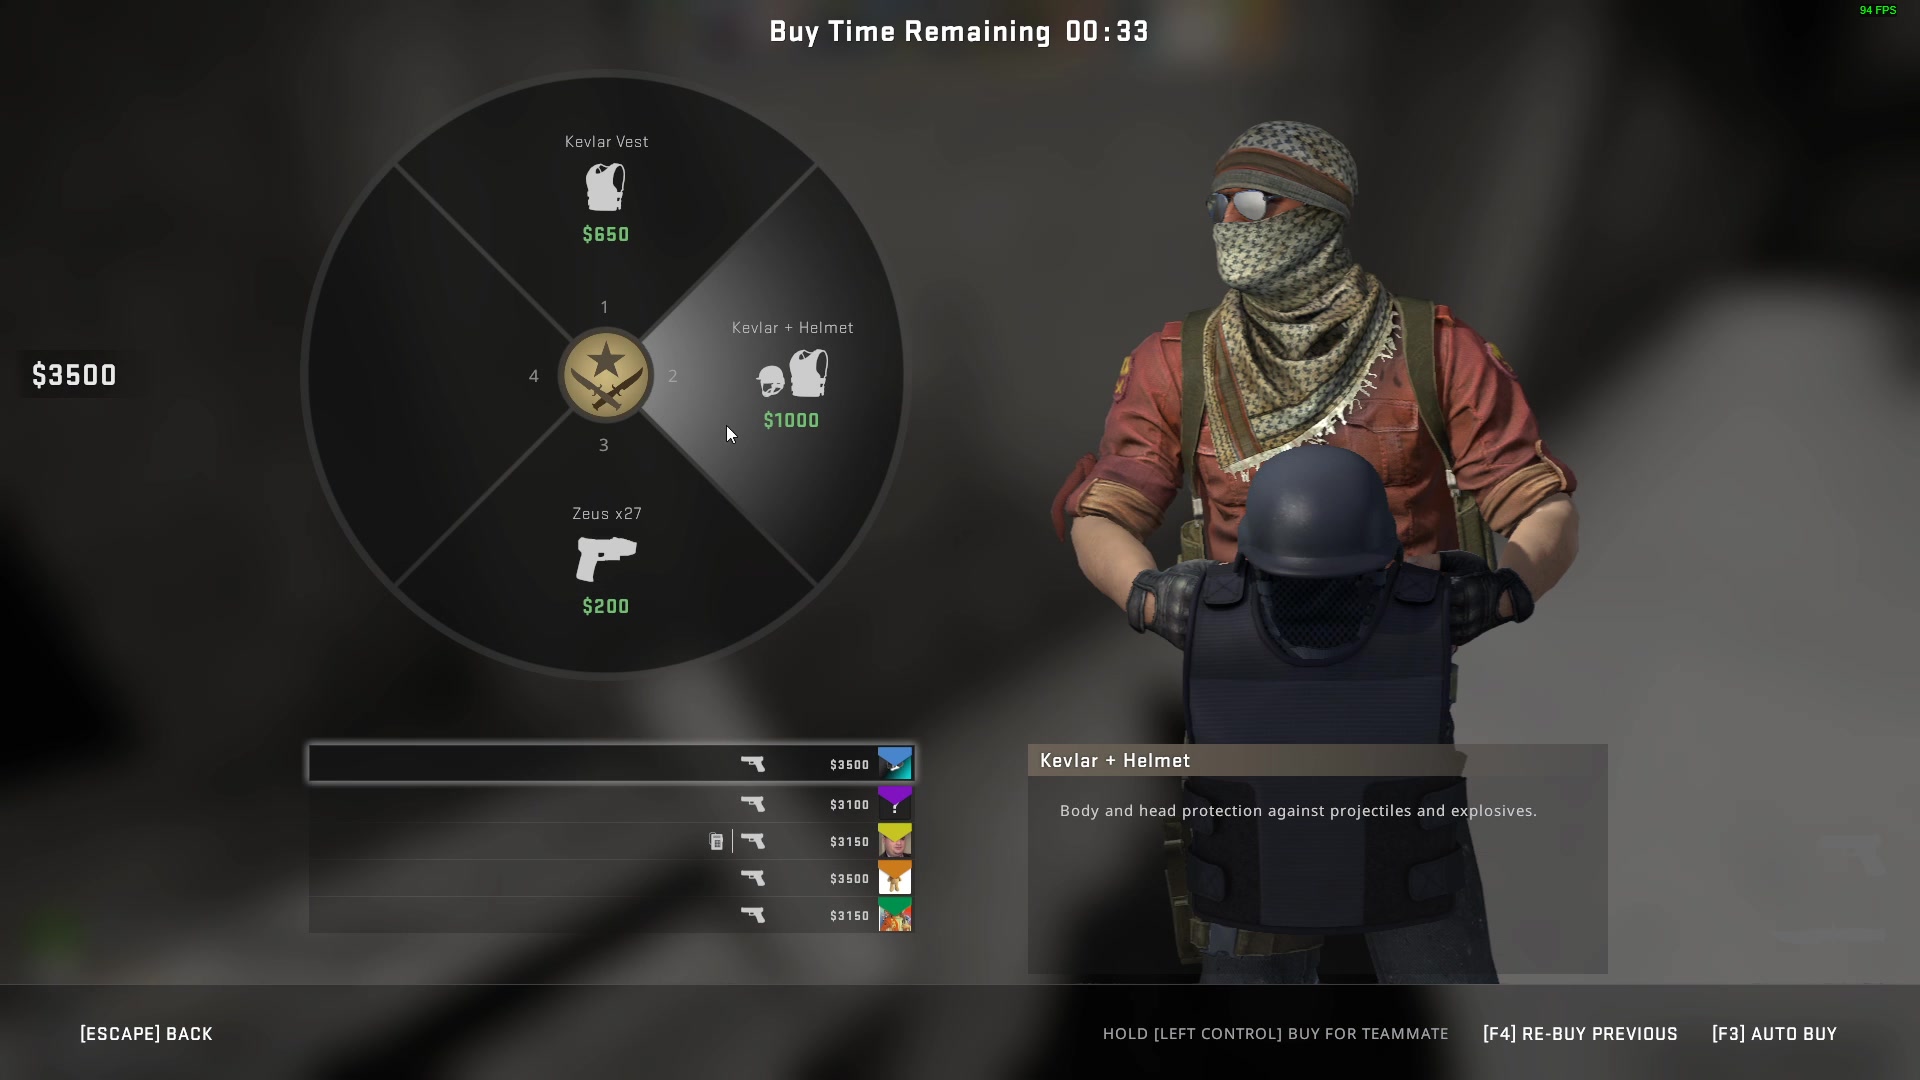 94 FPS
Buy Time Remaining 00:33
Kevlar Vest
$650
1
Kevlar + Helmet
$3500
4
2
$1000
3
Zeus x27
$200
$3500
$3100
$3150
$3500
$3150
Kevlar + Helmet
Body and head protection against projectiles and explosives.
[ESCAPE] BACK
HOLD [LEFT CONTROL] BUY FOR TEAMMATE
[F4] RE-BUY PREVIOUS
[F3] AUTO BUY